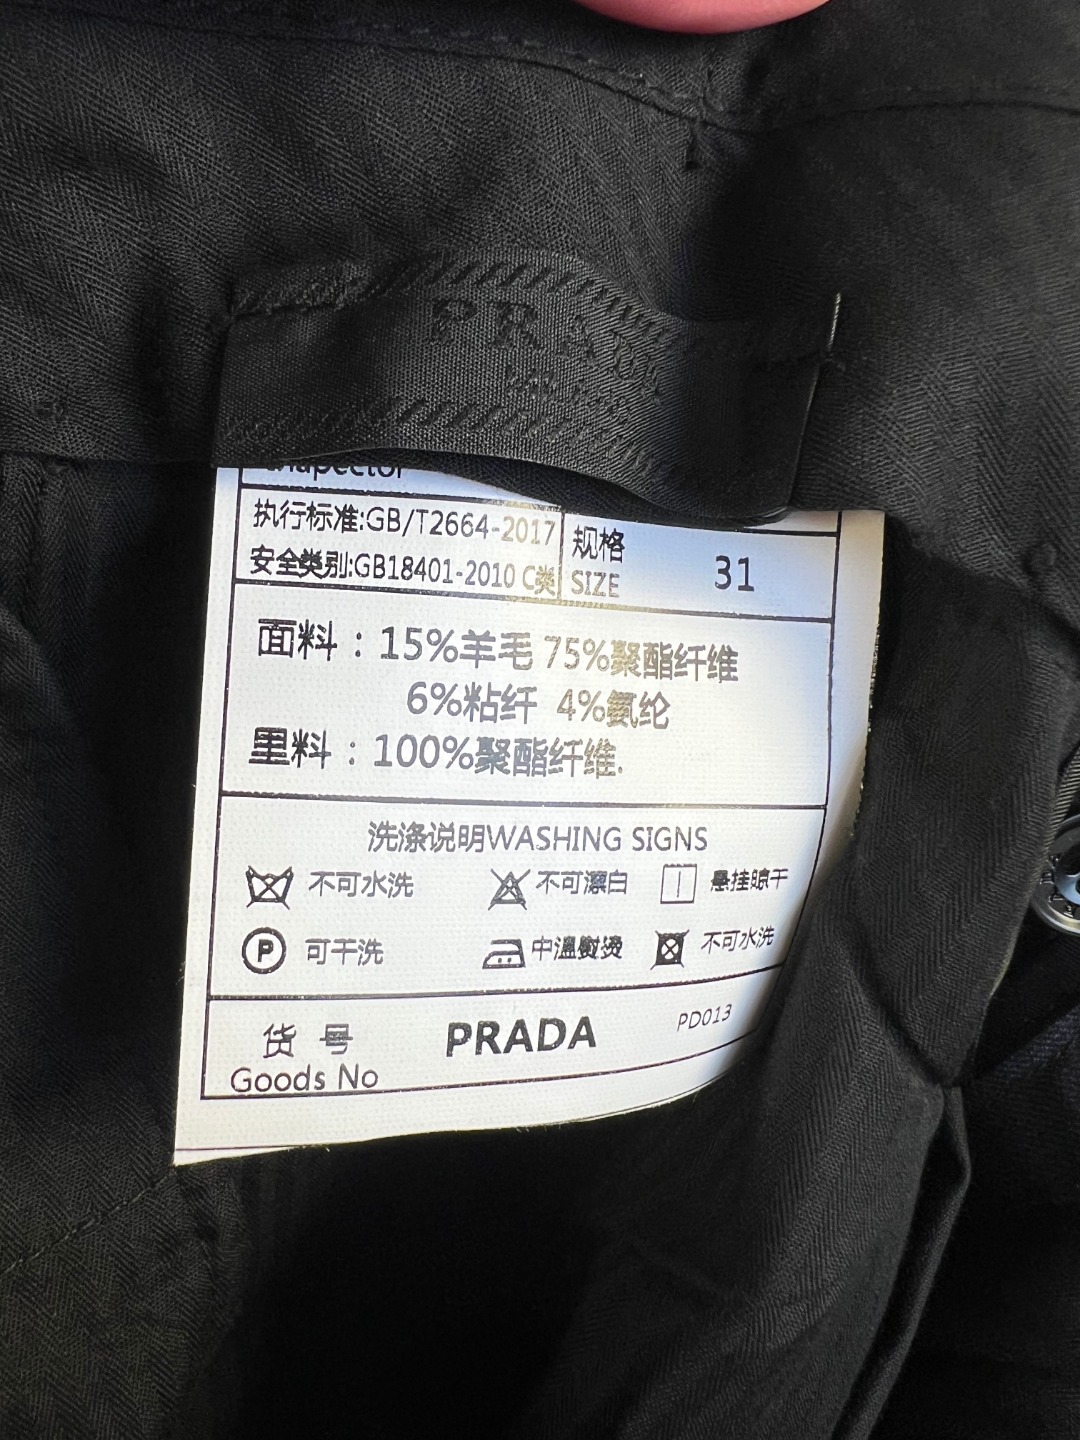 PRADA
Inspector
执行标准:GB/T2664-2017
安全类别:GB18401-2010 C类
规格
SIZE
31
面料：15%羊毛 75%聚酯纤维
6%粘纤 4%氨纶
里料：100%聚酯纤维.
洗涤说明WASHING SIGNS
不可水洗 不可漂白 悬挂晾干
P 可干洗 中溫熨烫 不可水洗
货号 PRADA PD013
Goods No